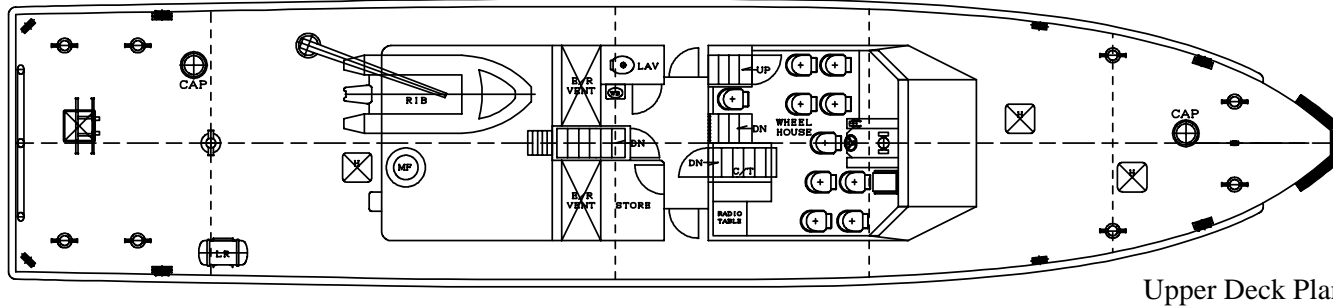 CAP
RIB
E/R
VENT
LAV
UP
WHEEL
HOUSE
DN
DN
DN
C/T
H
CAP
H
H
MF
E/R
VENT
STORE
RADIO
TABLE
LR
Upper Deck Plan